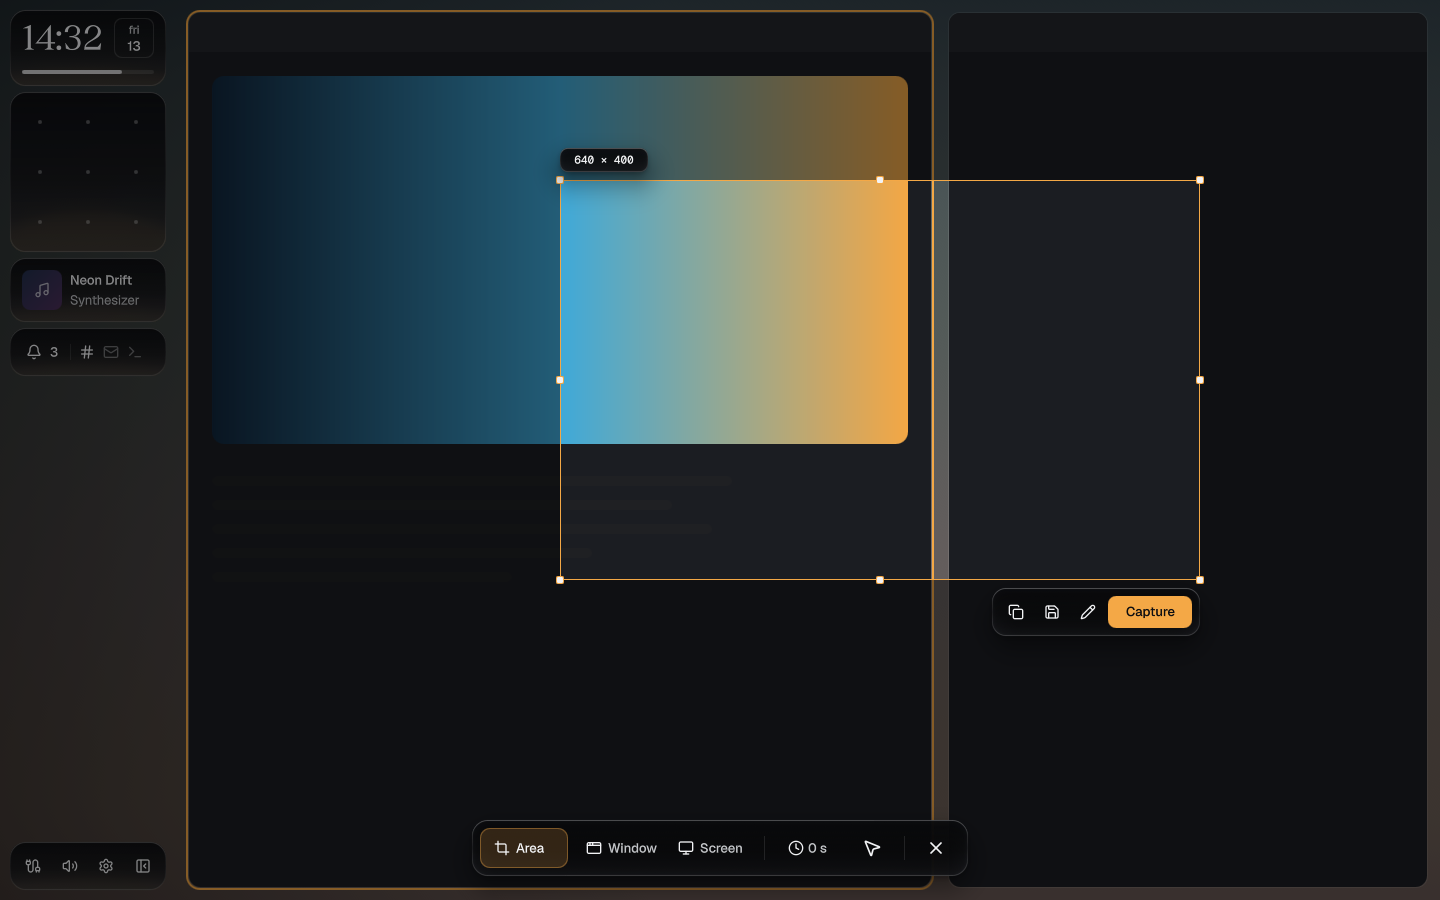 14:32
fri
13
640 × 400
Neon Drift
Synthesizer
3
Capture
Area
Window
Screen
0 s